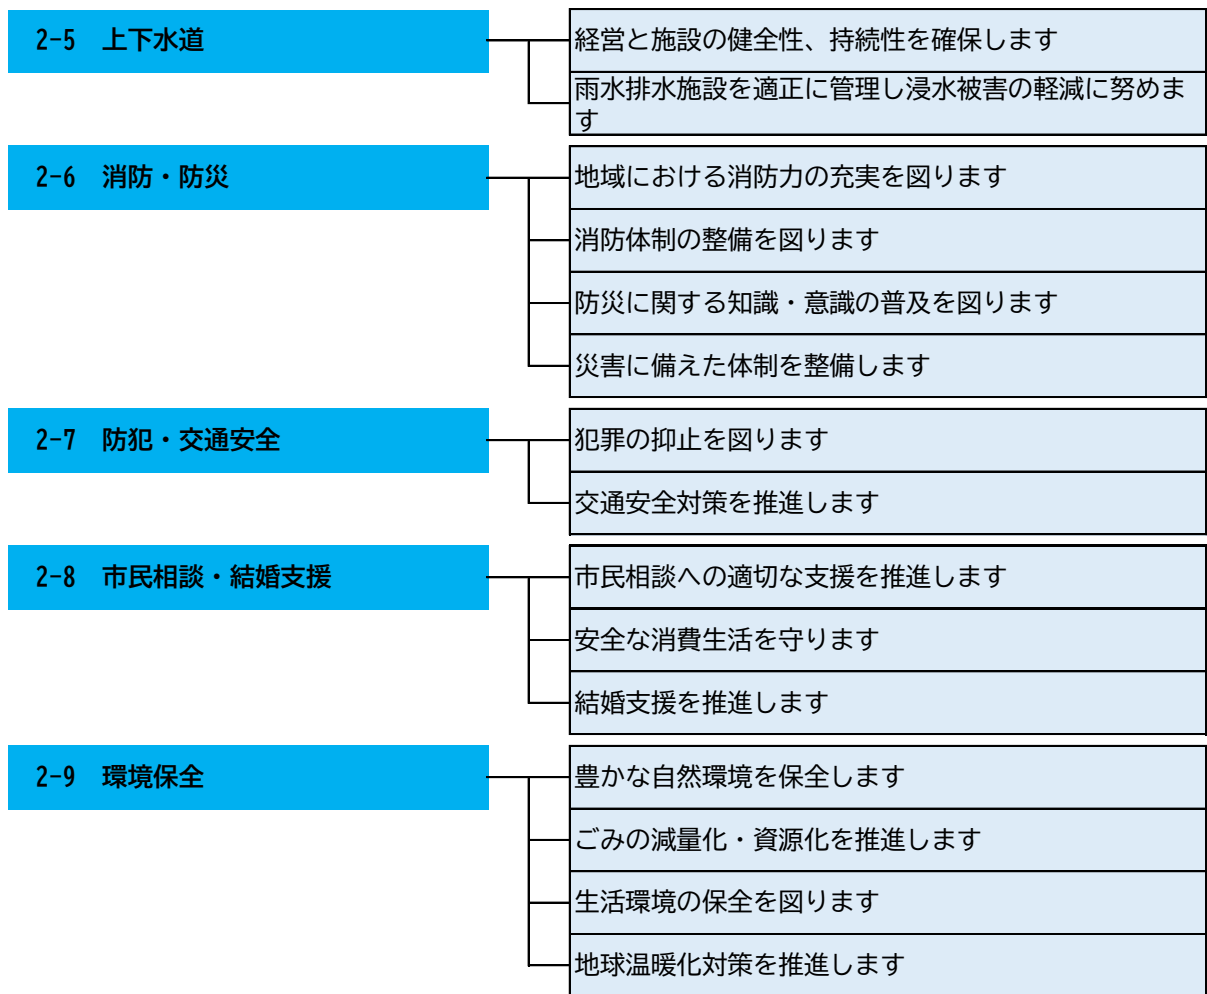 2-5 上下水道
経営と施設の健全性、持続性を確保します
雨水排水施設を適正に管理し浸水被害の軽減に努めま
す
2-6 消防・防災
地域における消防力の充実を図ります
消防体制の整備を図ります
防災に関する知識・意識の普及を図ります
災害に備えた体制を整備します
2-7 防犯・交通安全
犯罪の抑止を図ります
交通安全対策を推進します
2-8 市民相談・結婚支援
市民相談への適切な支援を推進します
安全な消費生活を守ります
結婚支援を推進します
2-9 環境保全
豊かな自然環境を保全します
ごみの減量化・資源化を推進します
生活環境の保全を図ります
地球温暖化対策を推進します